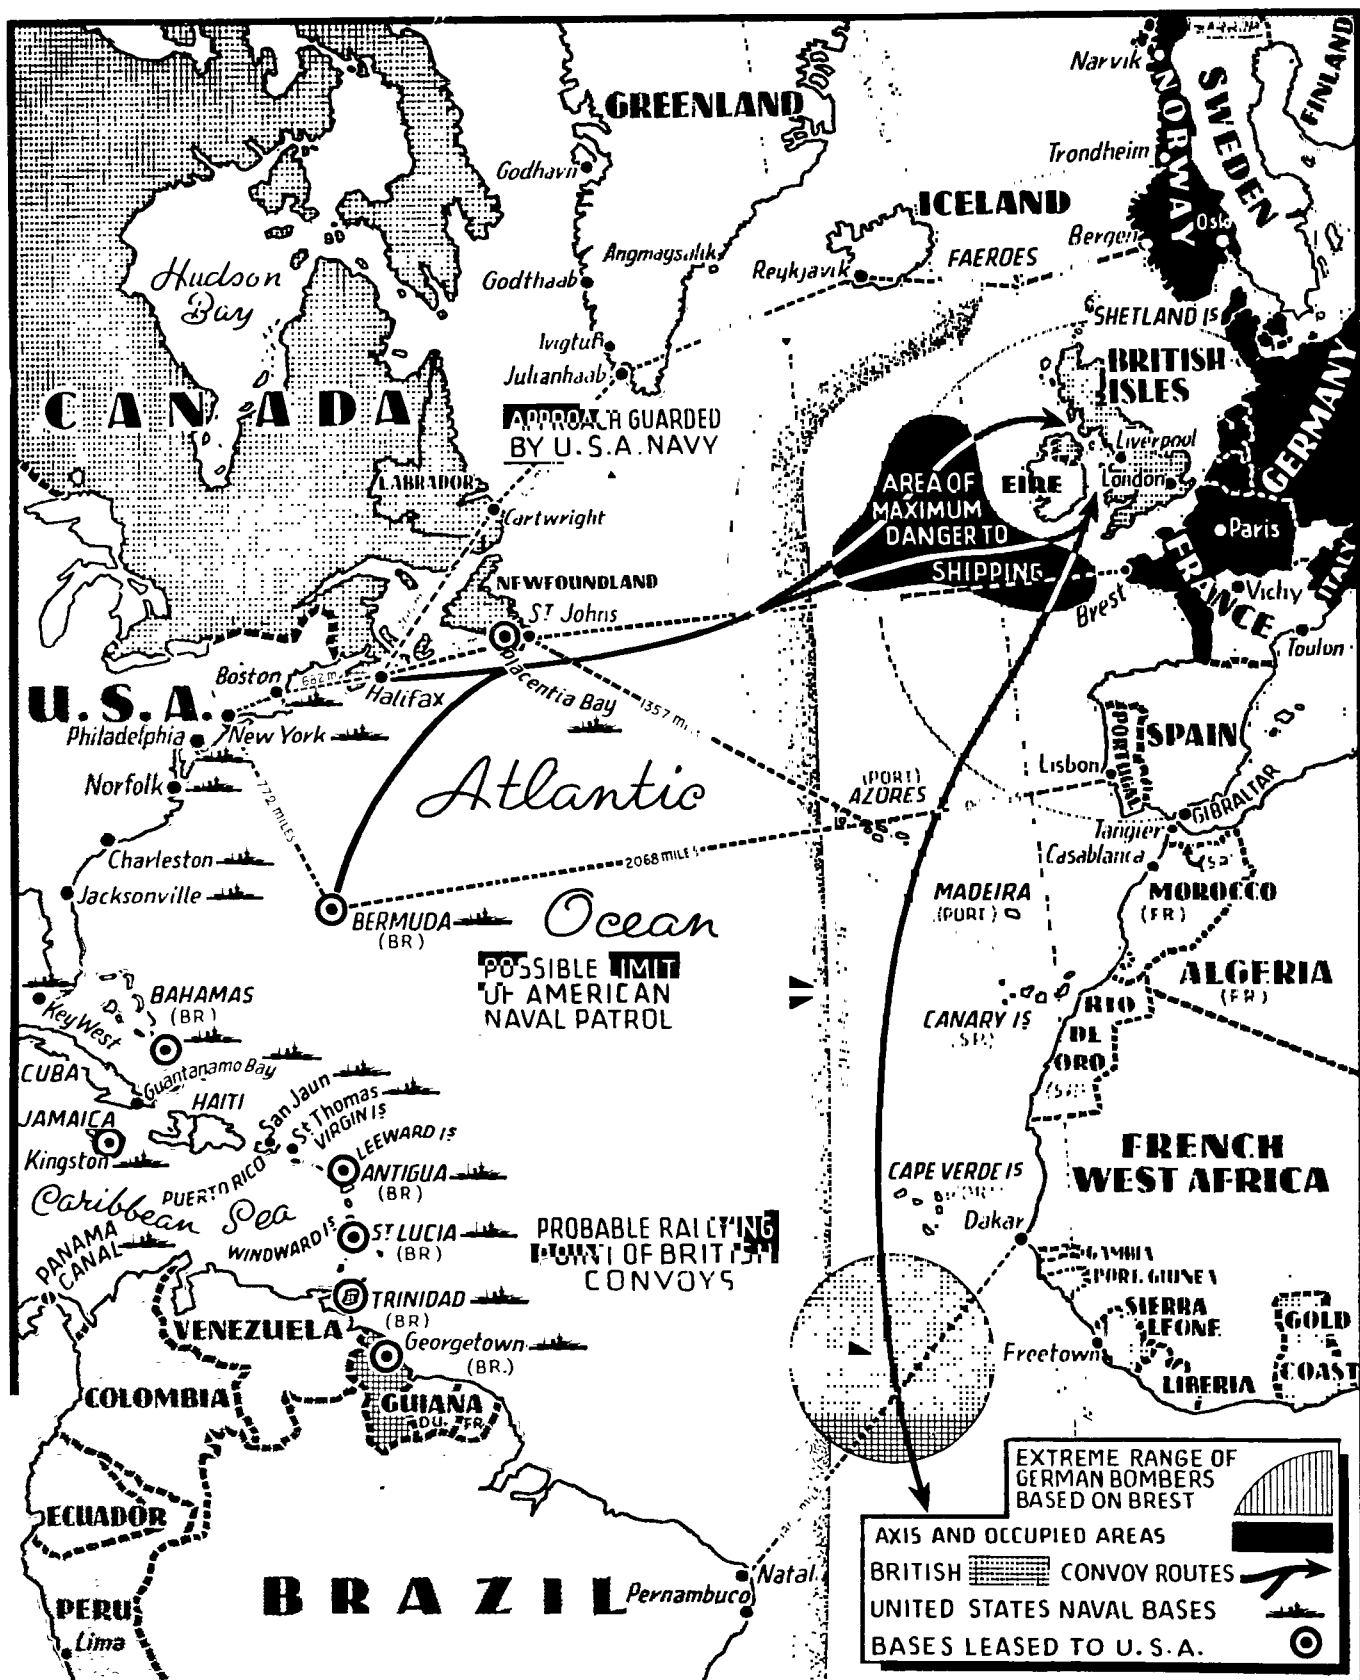 GREENLAND
Godhavn
Angmagsalik
Godthaab
Ivigtut
Julianhaab
ICELAND
Reykjavik
FAEROES
Narvik
NORWAY
SWEDEN
FINLAND
Trondheim
Bergen
Oslo
SHETLAND IS
BRITISH
ISLES
Liverpool
London
EIRE
GERMANY
Paris
FRANCE
Vichy
ITALY
Brest
Toulon
Hudson
Bay
CANADA
LABRADOR
Cartwright
APPROACH GUARDED
BY U.S.A. NAVY
AREA OF
MAXIMUM
DANGER TO
SHIPPING
NEWFOUNDLAND
ST Johns
Placentia Bay
1357 MI
Boston
662 m
Halifax
U.S.A.
Philadelphia
New York
Norfolk
772 MILES
Charleston
Jacksonville
Atlantic
Ocean
(PORT)
AZORES
2068 MILES
BERMUDA
(BR)
SPAIN
PORTUGAL
Lisbon
GIBRALTAR
Tangier
Casablanca
MOROCCO
(FR)
MADEIRA
(PORT)
ALGERIA
(FR)
POSSIBLE LIMIT
OF AMERICAN
NAVAL PATROL
CANARY IS
(SP)
RIO
DE
ORO
Key West
BAHAMAS
(BR)
CUBA
Guantanamo Bay
JAMAICA
HAITI
San Jaun
St Thomas
VIRGIN IS
Kingston
PUERTO RICO
LEEWARD IS
ANTIGUA
(BR)
Caribbean Sea
WINDWARD IS
ST LUCIA
(BR)
PANAMA
CANAL
TRINIDAD
(BR)
VENEZUELA
Georgetown
(BR.)
PROBABLE RALLYING
POINT OF BRITISH
CONVOYS
FRENCH
WEST AFRICA
CAPE VERDE IS
Dakar
GAMBIA
PORT. GIUNEA
SIERRA
LEONE
Freetown
LIBERIA
GOLD
COAST
COLOMBIA
GUIANA
DU. FR.
ECUADOR
PERU
Lima
BRAZIL
Natal
Pernambuco
EXTREME RANGE OF
GERMAN BOMBERS
BASED ON BREST
AXIS AND OCCUPIED AREAS
BRITISH CONVOY ROUTES
UNITED STATES NAVAL BASES
BASES LEASED TO U.S.A.